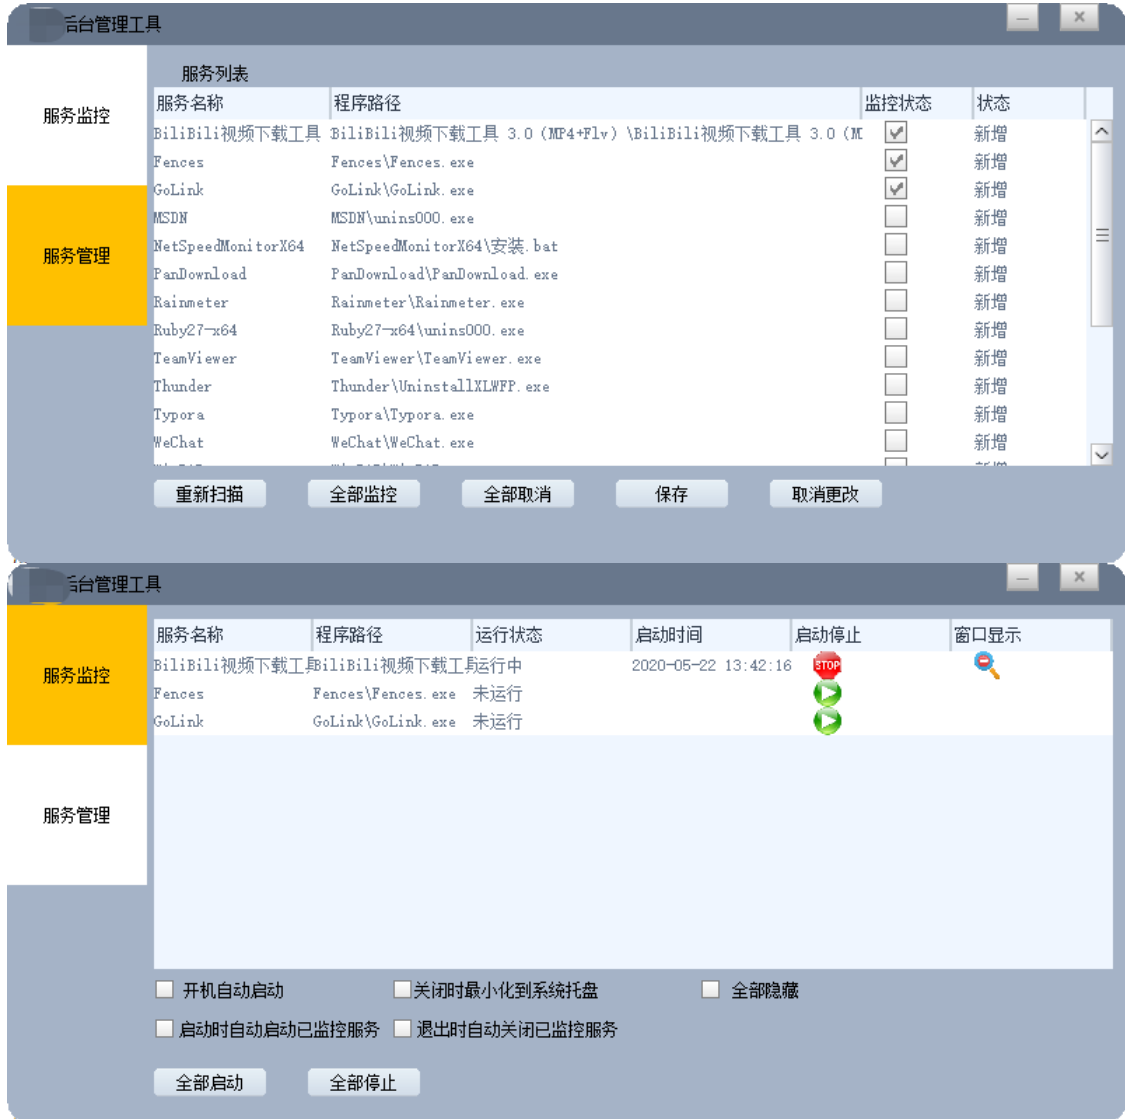 后台管理工具
服务监控
服务管理
服务列表
服务名称 程序路径 监控状态 状态
BiliBili视频下载工具 BiliBili视频下载工具 3.0（MP4+Flv）\BiliBili视频下载工具 3.0（M 新增
Fences Fences\Fences.exe 新增
GoLink GoLink\GoLink.exe 新增
MSDN MSDN\unins000.exe 新增
NetSpeedMonitorX64 NetSpeedMonitorX64\安装.bat 新增
PanDownload PanDownload\PanDownload.exe 新增
Rainmeter Rainmeter\Rainmeter.exe 新增
Ruby27-x64 Ruby27-x64\unins000.exe 新增
TeamViewer TeamViewer\TeamViewer.exe 新增
Thunder Thunder\UninstallXLWFP.exe 新增
Typora Typora\Typora.exe 新增
WeChat WeChat\WeChat.exe 新增
重新扫描 全部监控 全部取消 保存 取消更改
后台管理工具
服务监控
服务管理
服务名称 程序路径 运行状态 启动时间 启动停止 窗口显示
BiliBili视频下载工具 BiliBili视频下载工具 运行中 2020-05-22 13:42:16 STOP
Fences Fences\Fences.exe 未运行
GoLink GoLink\GoLink.exe 未运行
开机自动启动 关闭时最小化到系统托盘 全部隐藏
启动时自动启动已监控服务 退出时自动关闭已监控服务
全部启动 全部停止